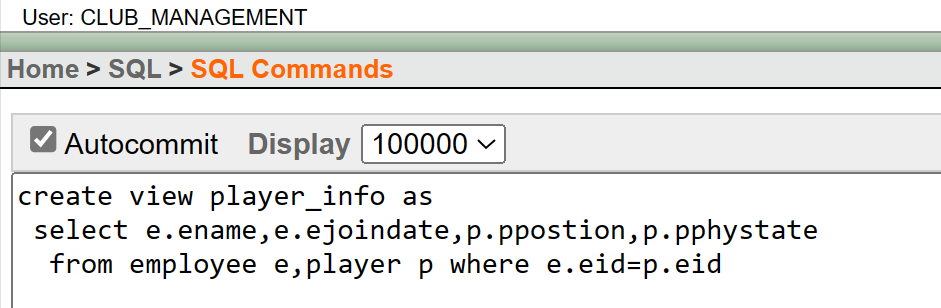 User: CLUB_MANAGEMENT
Home > SQL > SQL Commands
Autocommit Display 100000
create view player_info as
select e.ename,e.ejoindate,p.ppostion,p.pphystate
from employee e,player p where e.eid=p.eid